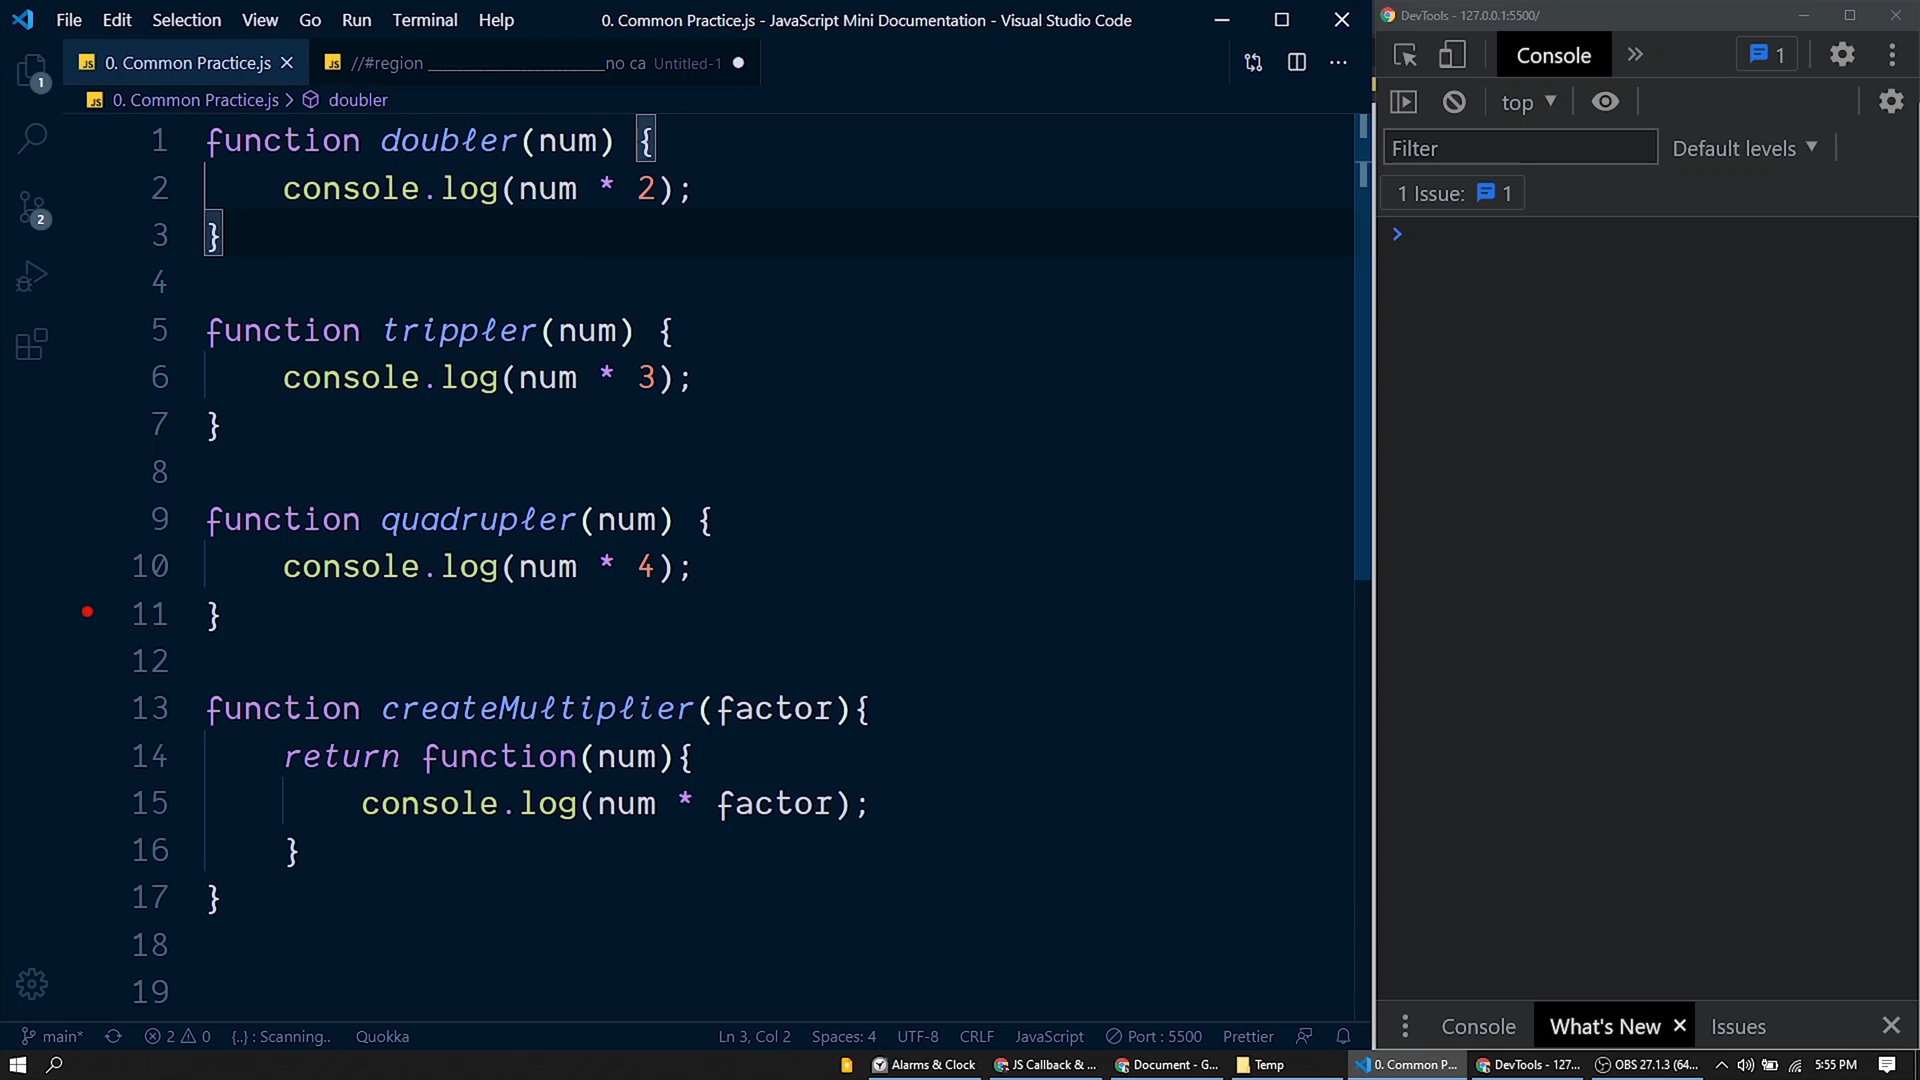 File Edit Selection View Go Run Terminal Help 0. Common Practice.js - JavaScript Mini Documentation - Visual Studio Code
0. Common Practice.js //#region _____________________no ca Untitled-1
0. Common Practice.js > doubler
1 function doubler(num) {
2 console.log(num * 2);
3 }
4
5 function trippler(num) {
6 console.log(num * 3);
7 }
8
9 function quadrupler(num) {
10 console.log(num * 4);
11 }
12
13 function createMultiplier(factor){
14 return function(num){
15 console.log(num * factor);
16 }
17 }
18
19
1
2
main* 2 0 {..} : Scanning.. Quokka Ln 3, Col 2 Spaces: 4 UTF-8 CRLF JavaScript Port : 5500 Prettier
DevTools - 127.0.0.1:5500/
Console 1
top
Filter Default levels
1 Issue: 1
Console What's New Issues
Alarms & Clock JS Callback & ... Document - G... Temp 0. Common P... DevTools - 127... OBS 27.1.3 (64... 5:55 PM